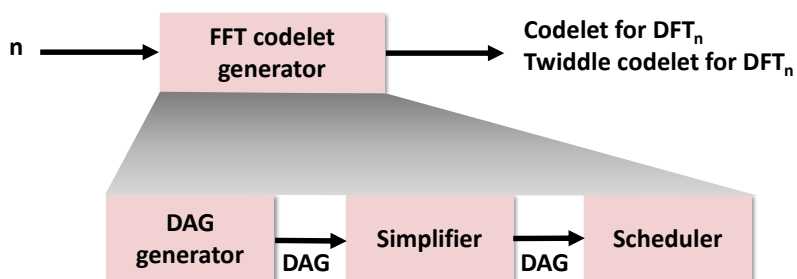 n
FFT codelet
generator
Codelet for DFTn
Twiddle codelet for DFTn
DAG
generator
DAG
Simplifier
DAG
Scheduler